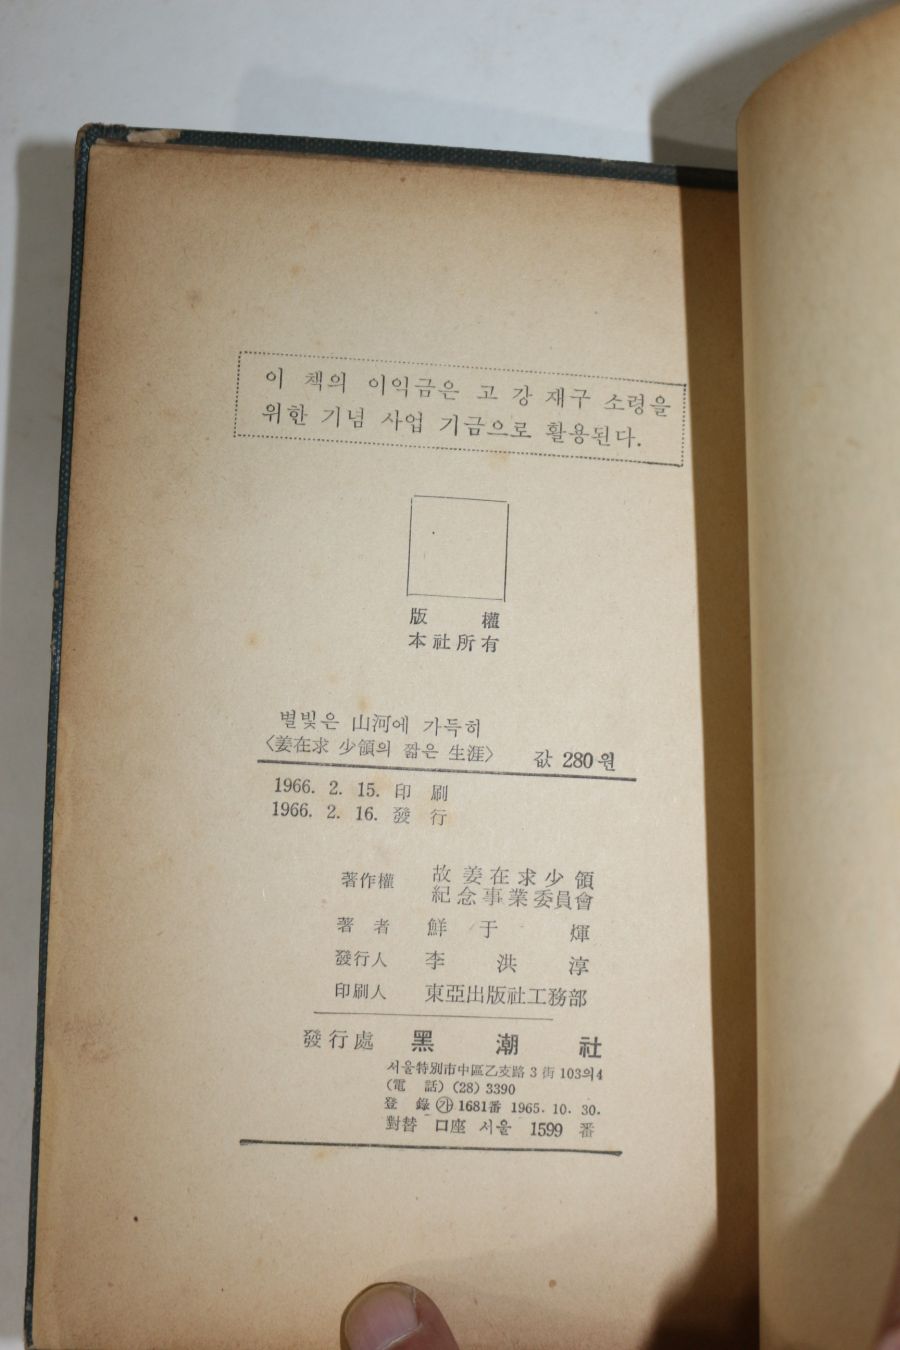 이 책의 이익금은 고 강 재구 소령을
위한 기념 사업 기금으로 활용된다.
版 權
本社所有
별빛은 山河에 가득히
〈姜在求 少領의 짧은 生涯〉 값 280원
1966. 2. 15. 印 刷
1966. 2. 16. 發 行
著作權 故姜在求少領
紀念事業委員會
著 者 鮮 于 煇
發行人 李 洪 淳
印刷人 東亞出版社工務部
發行處 黑 潮 社
서울特別市中區乙支路 3 街 103의4
(電 話) (28) 3390
登 錄 ㉮ 1681番 1965. 10. 30.
對替 口座 서울 1599 番